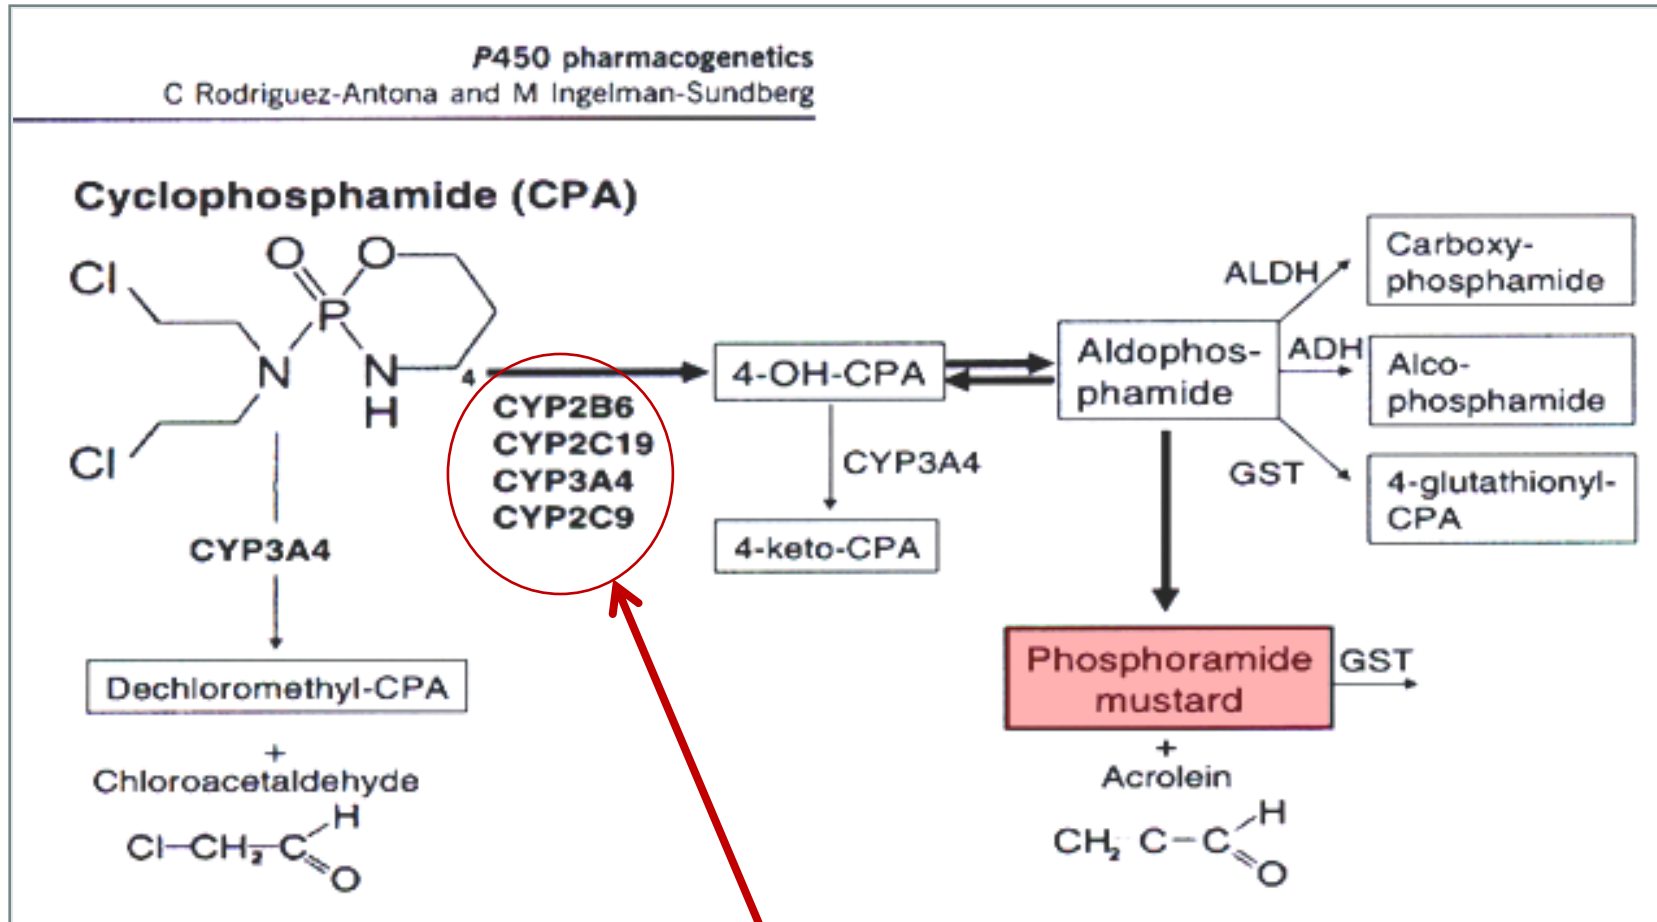 P450 pharmacogenetics
C Rodriguez-Antona and M Ingelman-Sundberg
Cyclophosphamide (CPA)
O
O
Cl
P
N
N
4
H
Cl
CYP2B6
CYP2C19
CYP3A4
CYP2C9
CYP3A4
Dechloromethyl-CPA
+
Chloroacetaldehyde
H
Cl-CH₂-C
O
4-OH-CPA
CYP3A4
4-keto-CPA
Aldophos-
phamide
ALDH
Carboxy-
phosphamide
ADH
Alco-
phosphamide
GST
4-glutathionyl-
CPA
Phosphoramide
mustard
GST
+
Acrolein
H
CH₂ C-C
O